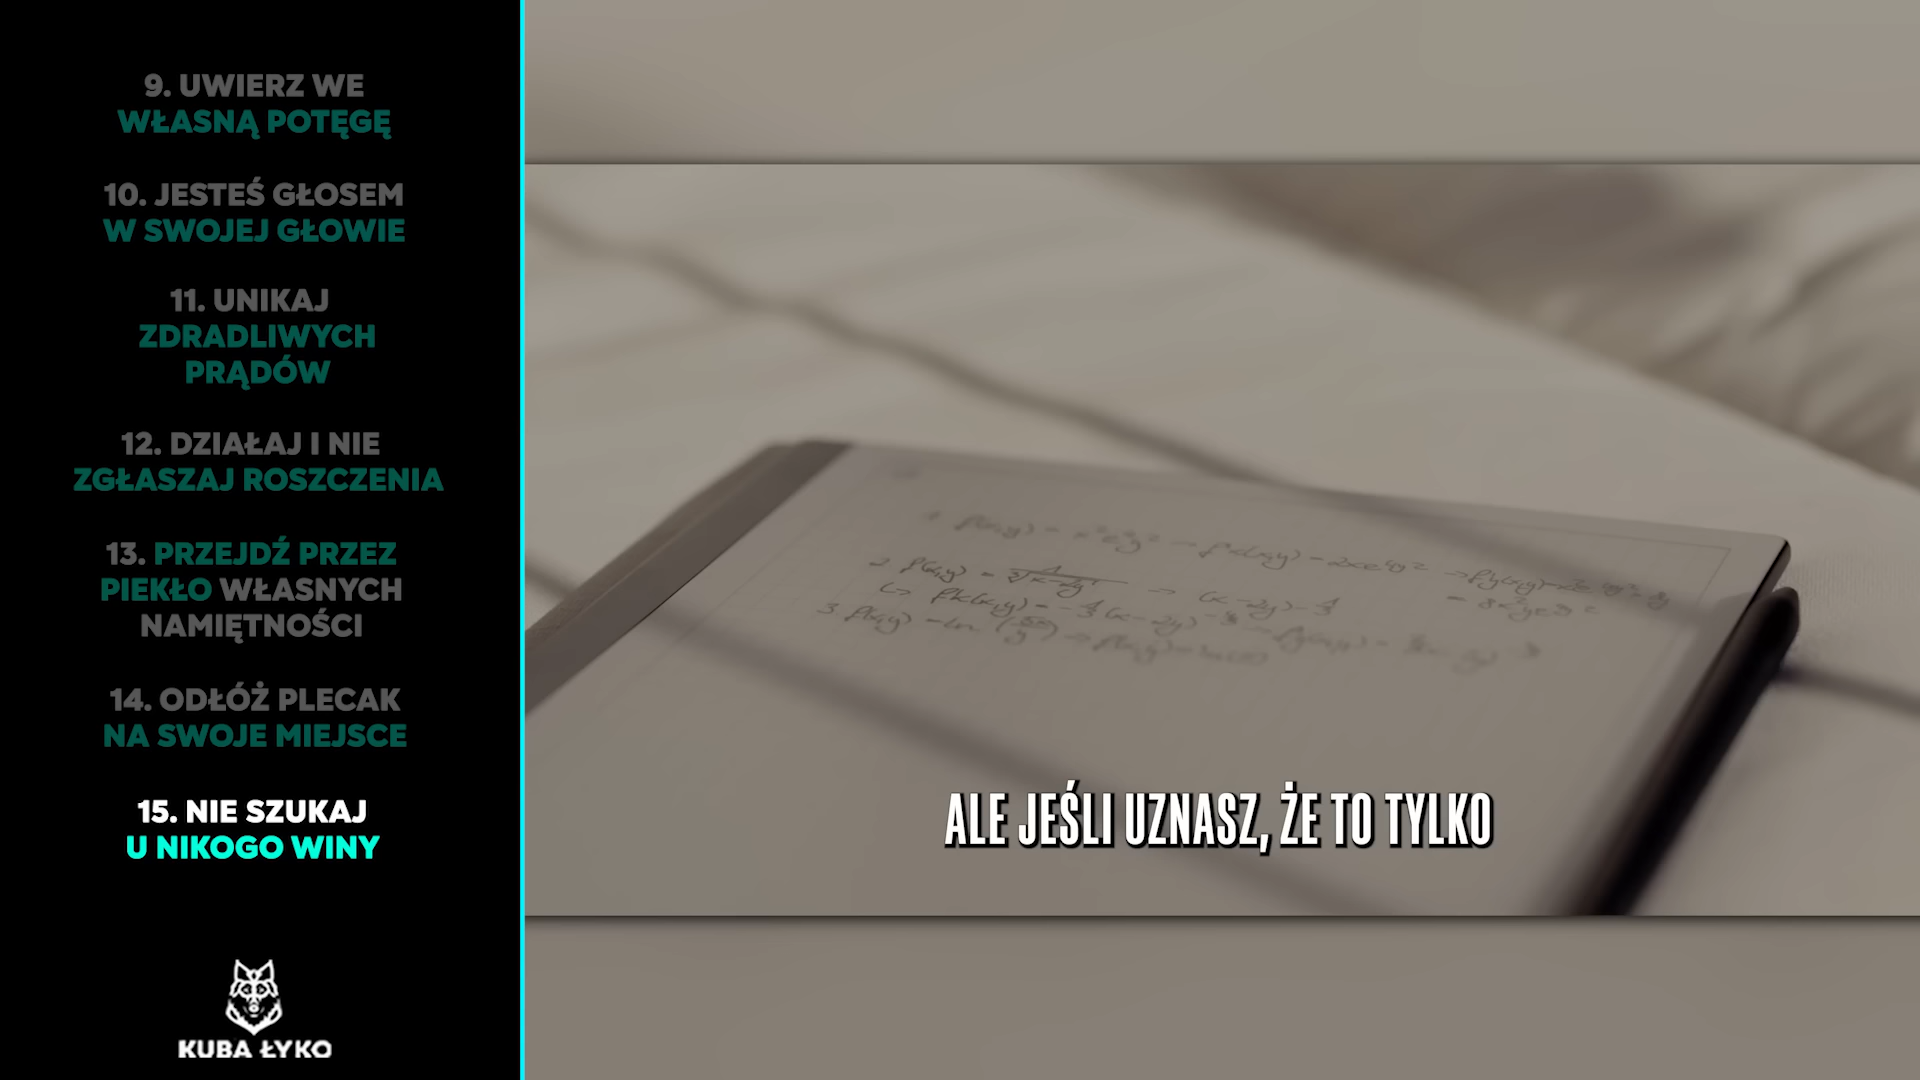 9. UWIERZ WE
WŁASNĄ POTĘGĘ
10. JESTEŚ GŁOSEM
W SWOJEJ GŁOWIE
11. UNIKAJ
ZDRADLIWYCH
PRĄDÓW
12. DZIAŁAJ I NIE
ZGŁASZAJ ROSZCZENIA
13. PRZEJDŹ PRZEZ
PIEKŁO WŁASNYCH
NAMIĘTNOŚCI
14. ODŁÓŻ PLECAK
NA SWOJE MIEJSCE
15. NIE SZUKAJ
U NIKOGO WINY
KUBA ŁYKO
ALE JEŚLI UZNASZ, ŻE TO TYLKO